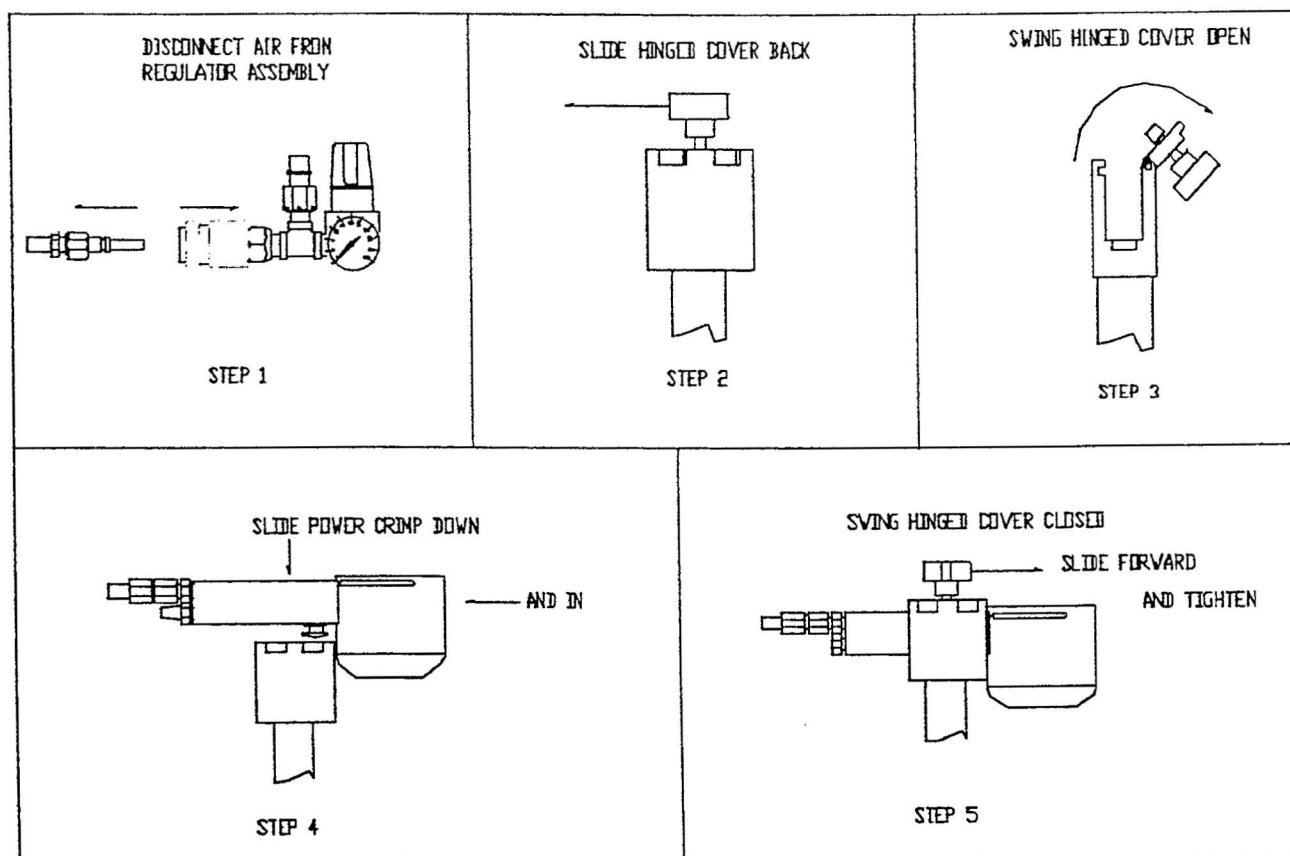 DISCONNECT AIR FROM
REGULATOR ASSEMBLY
STEP 1
SLIDE HINGED COVER BACK
STEP 2
SWING HINGED COVER OPEN
STEP 3
SLIDE POWER CRIMP DOWN
AND IN
STEP 4
SWING HINGED COVER CLOSED
SLIDE FORWARD
AND TIGHTEN
STEP 5